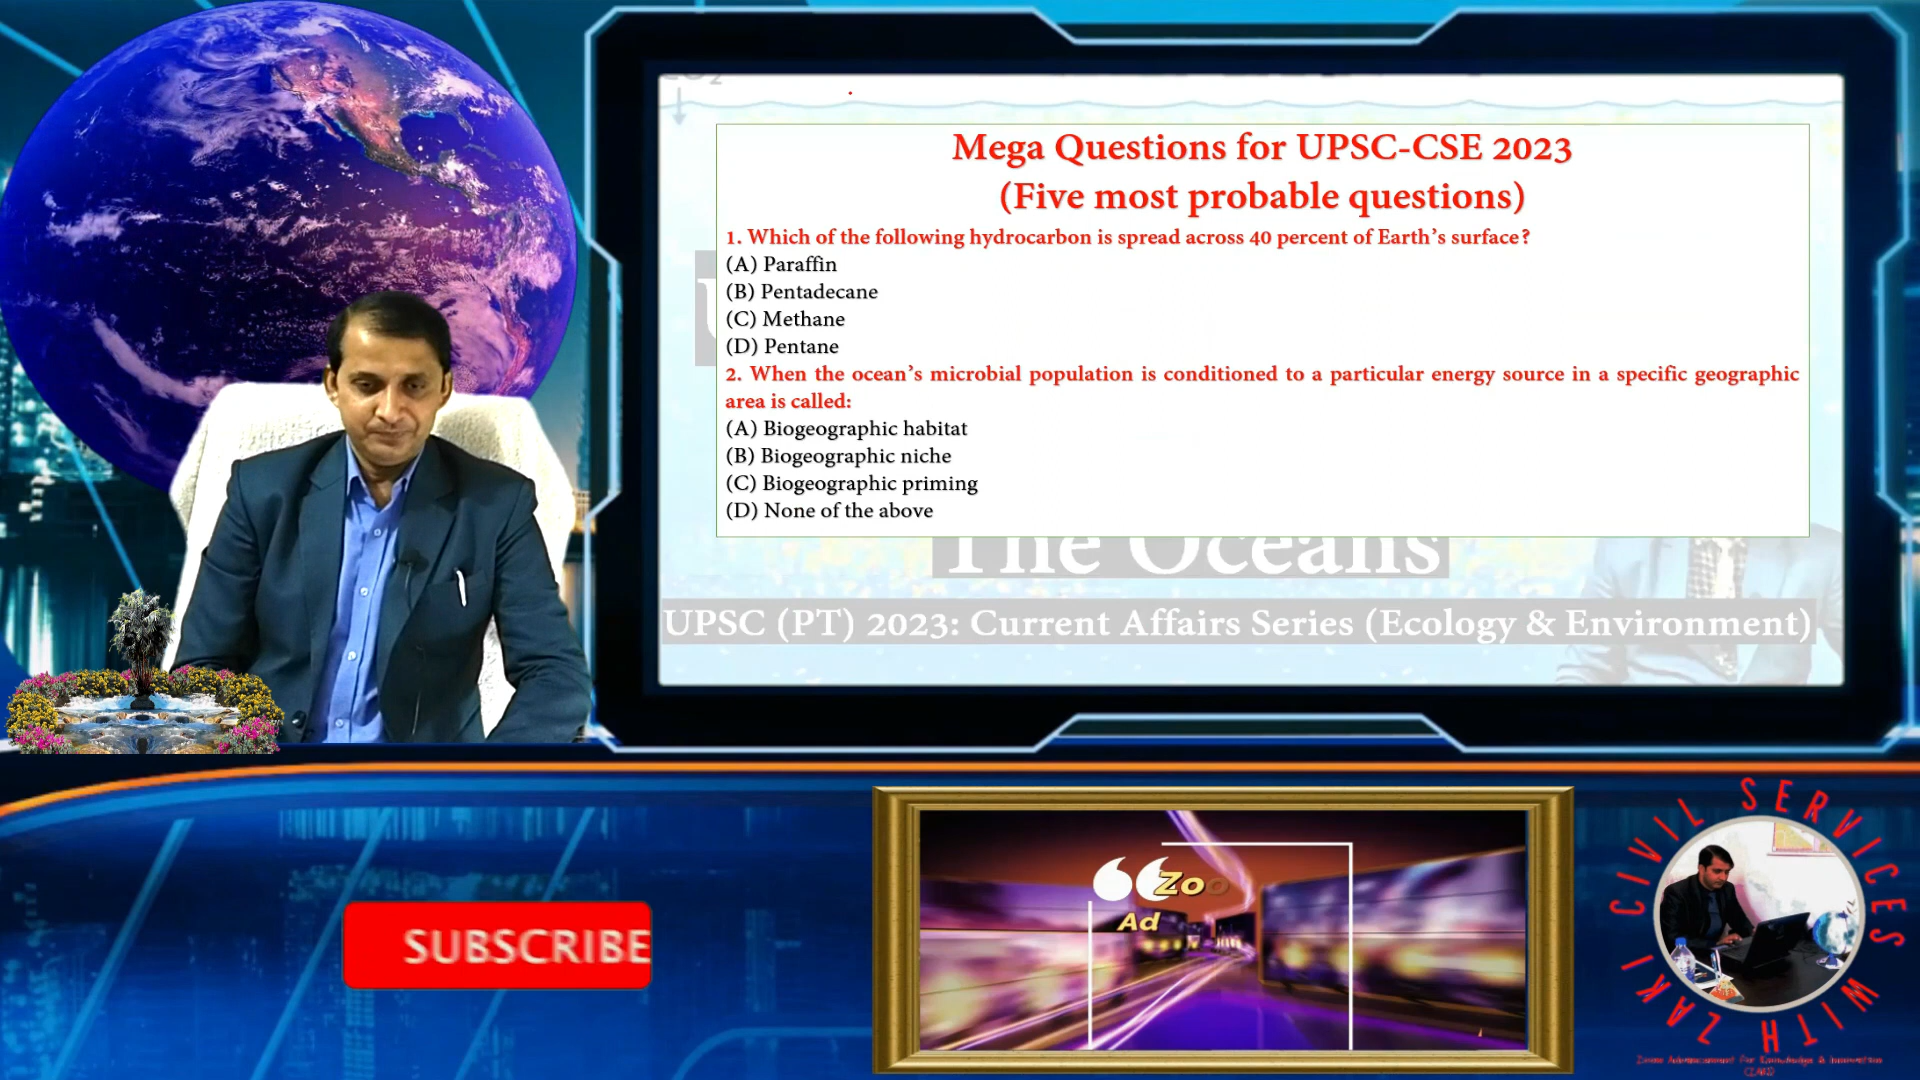 CO2
Mega Questions for UPSC-CSE 2023
(Five most probable questions)
1. Which of the following hydrocarbon is spread across 40 percent of Earth's surface?
(A) Paraffin
(B) Pentadecane
(C) Methane
(D) Pentane
2. When the ocean's microbial population is conditioned to a particular energy source in a specific geographic
area is called:
(A) Biogeographic habitat
(B) Biogeographic niche
(C) Biogeographic priming
(D) None of the above
The Oceans
UPSC (PT) 2023: Current Affairs Series (Ecology & Environment)
SUBSCRIBE
Zoo
Ad
CIVIL SERVICES WITH ZAKI